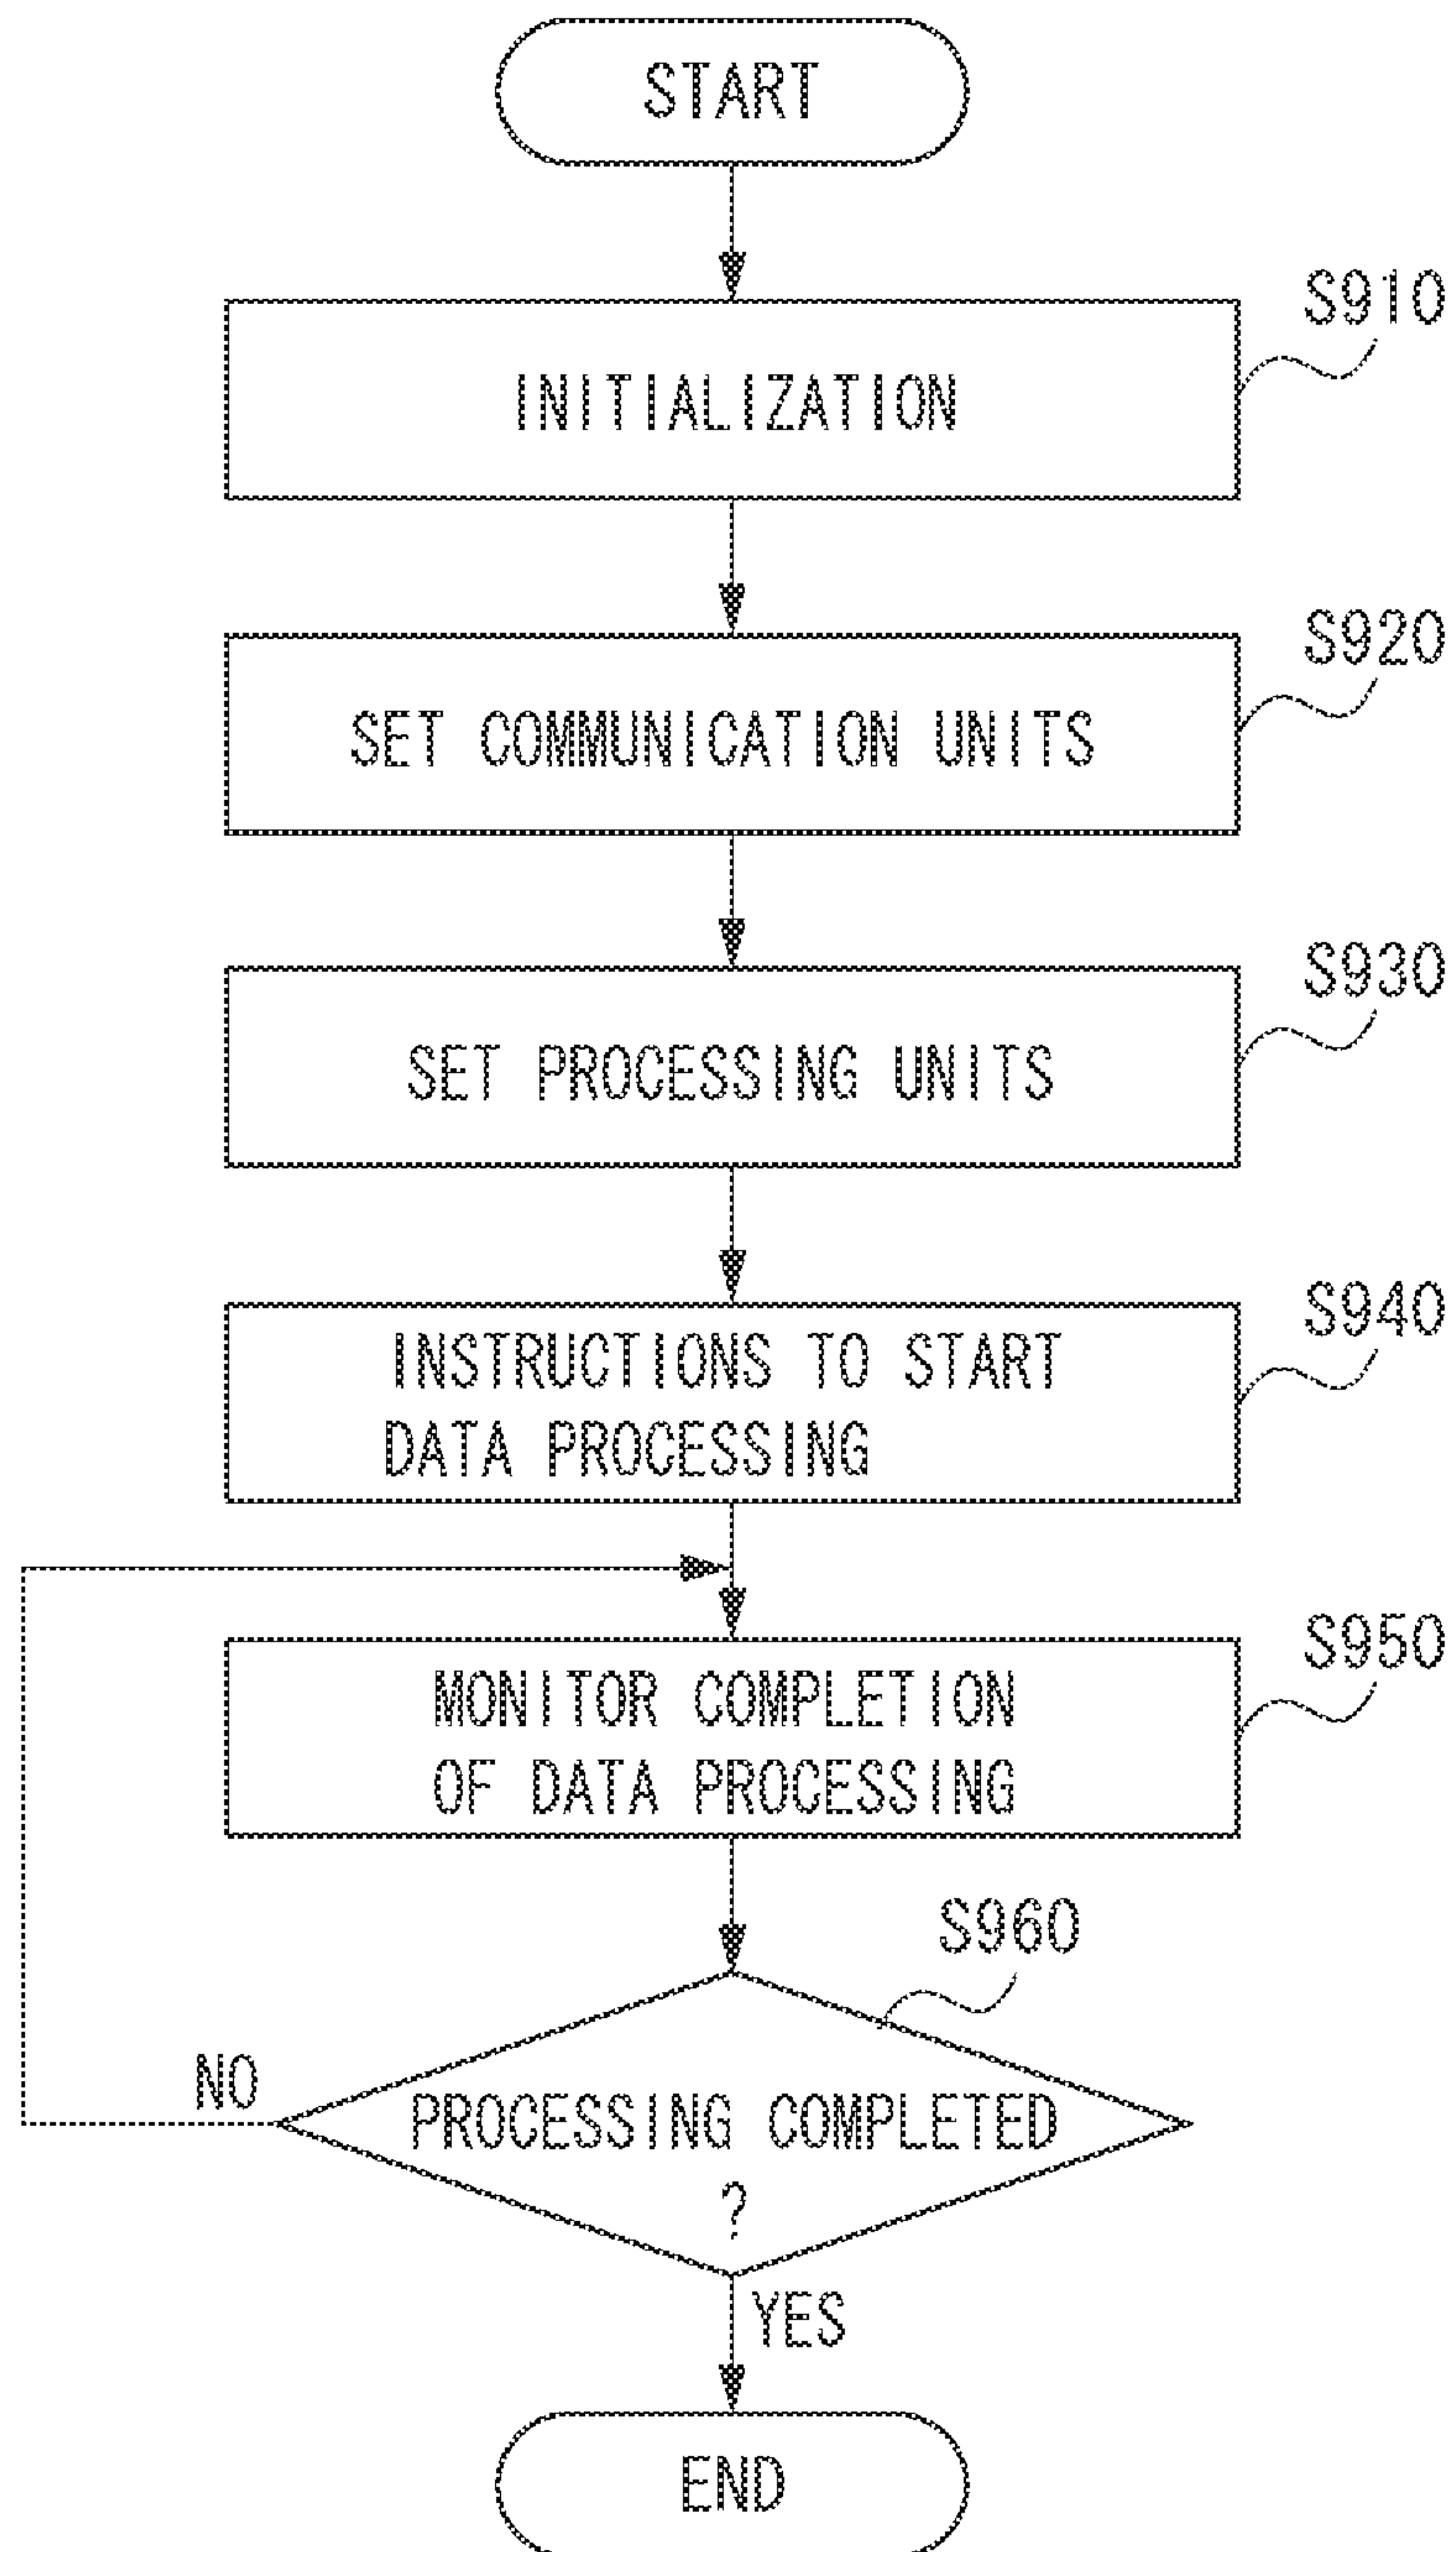 START
S910
INITIALIZATION
S920
SET COMMUNICATION UNITS
S930
SET PROCESSING UNITS
S940
INSTRUCTIONS TO START
DATA PROCESSING
S950
MONITOR COMPLETION
OF DATA PROCESSING
S960
NO
PROCESSING COMPLETED
?
YES
END